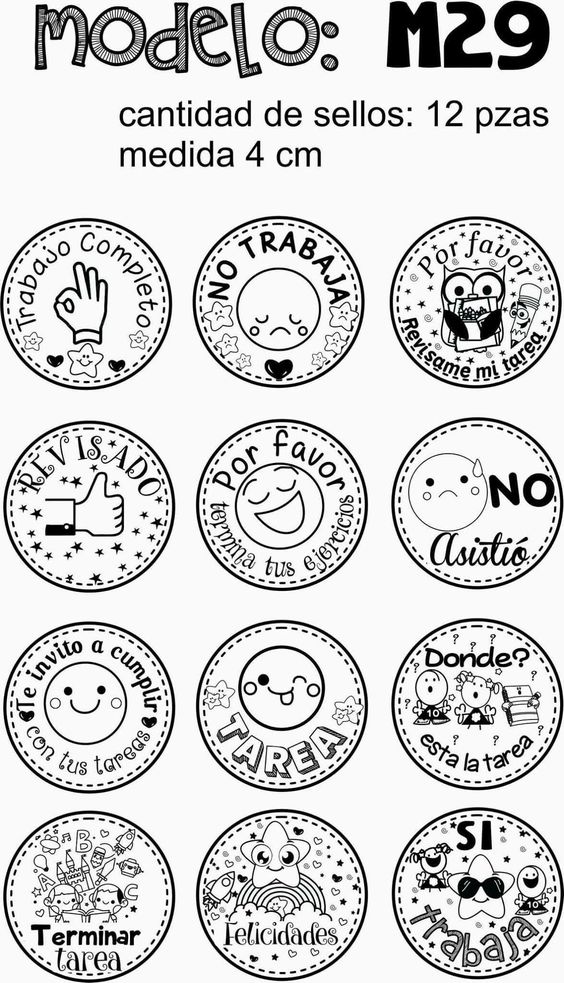 modelo: M29
cantidad de sellos: 12 pzas
medida 4 cm
Trabajo Completo
NO TRABAJA
Por favor
Revisame mi tarea
REVISADO
Por favor
termina tus ejercicios
NO
Asistió
Te invito a cumplir
con tus tareas
TAREA
Donde?
esta la tarea
A B C
Terminar
tarea
Felicidades
SI
trabaja